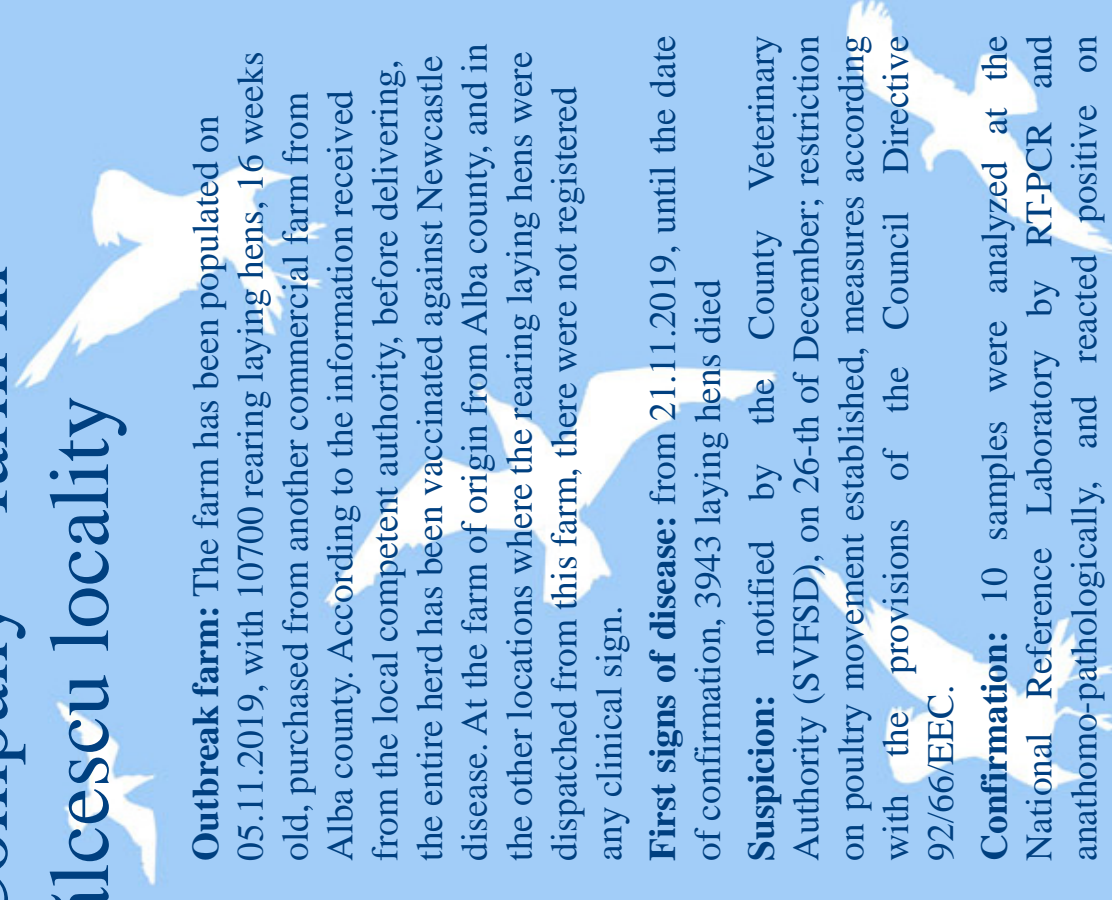 locality
Outbreak farm: The farm has been populated on
05.11.2019, with 10700 rearing laying hens, 16 weeks
old, purchased from another commercial farm from
Alba county. According to the information received
from the local competent authority, before delivering,
the entire herd has been vaccinated against Newcastle
disease. At the farm of origin from Alba county, and in
the other locations where the rearing laying hens were
dispatched from this farm, there were not registered
any clinical sign.
First signs of disease: from 21.11.2019, until the date
of confirmation, 3943 laying hens died
Suspicion: notified by the County Veterinary
Authority (SVFSD), on 26-th of December; restriction
on poultry movement established, measures according
with the provisions of the Council Directive
92/66/EEC.
Confirmation: 10 samples were analyzed at the
National Reference Laboratory by RT-PCR and
anathomo-pathologically, and reacted positive on